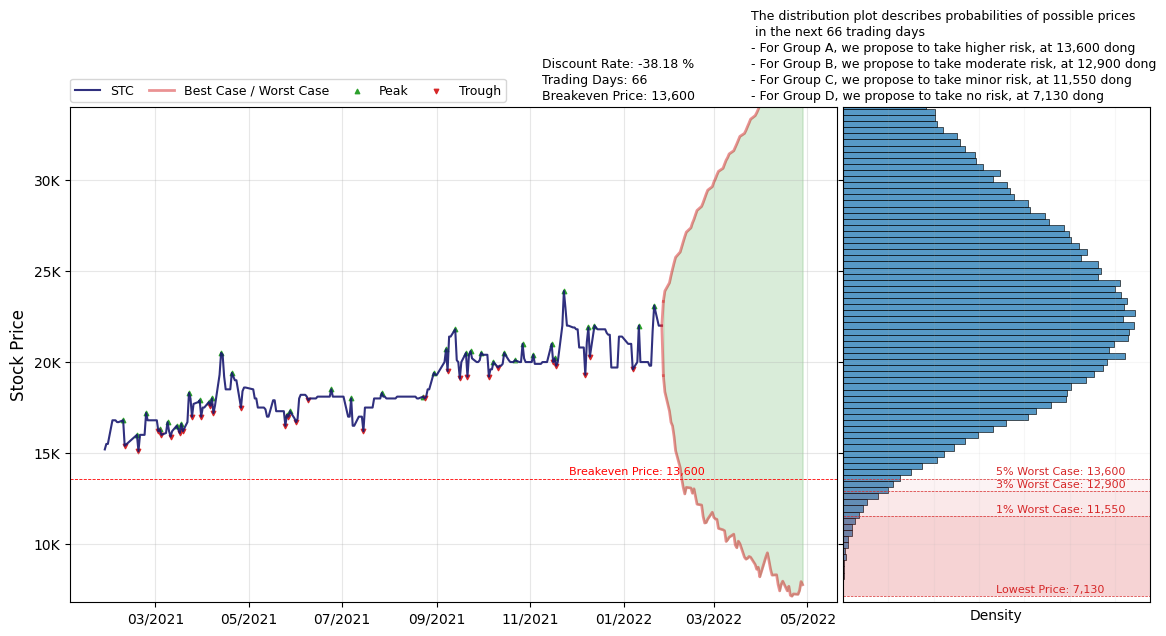 The distribution plot describes probabilities of possible prices
in the next 66 trading days
- For Group A, we propose to take higher risk, at 13,600 dong
- For Group B, we propose to take moderate risk, at 12,900 dong
- For Group C, we propose to take minor risk, at 11,550 dong
- For Group D, we propose to take no risk, at 7,130 dong
Discount Rate: -38.18 %
Trading Days: 66
Breakeven Price: 13,600
STC Best Case / Worst Case Peak Trough
Stock Price
30K
25K
20K
15K
10K
Breakeven Price: 13,600
5% Worst Case: 13,600
3% Worst Case: 12,900
1% Worst Case: 11,550
Lowest Price: 7,130
03/2021 05/2021 07/2021 09/2021 11/2021 01/2022 03/2022 05/2022
Density